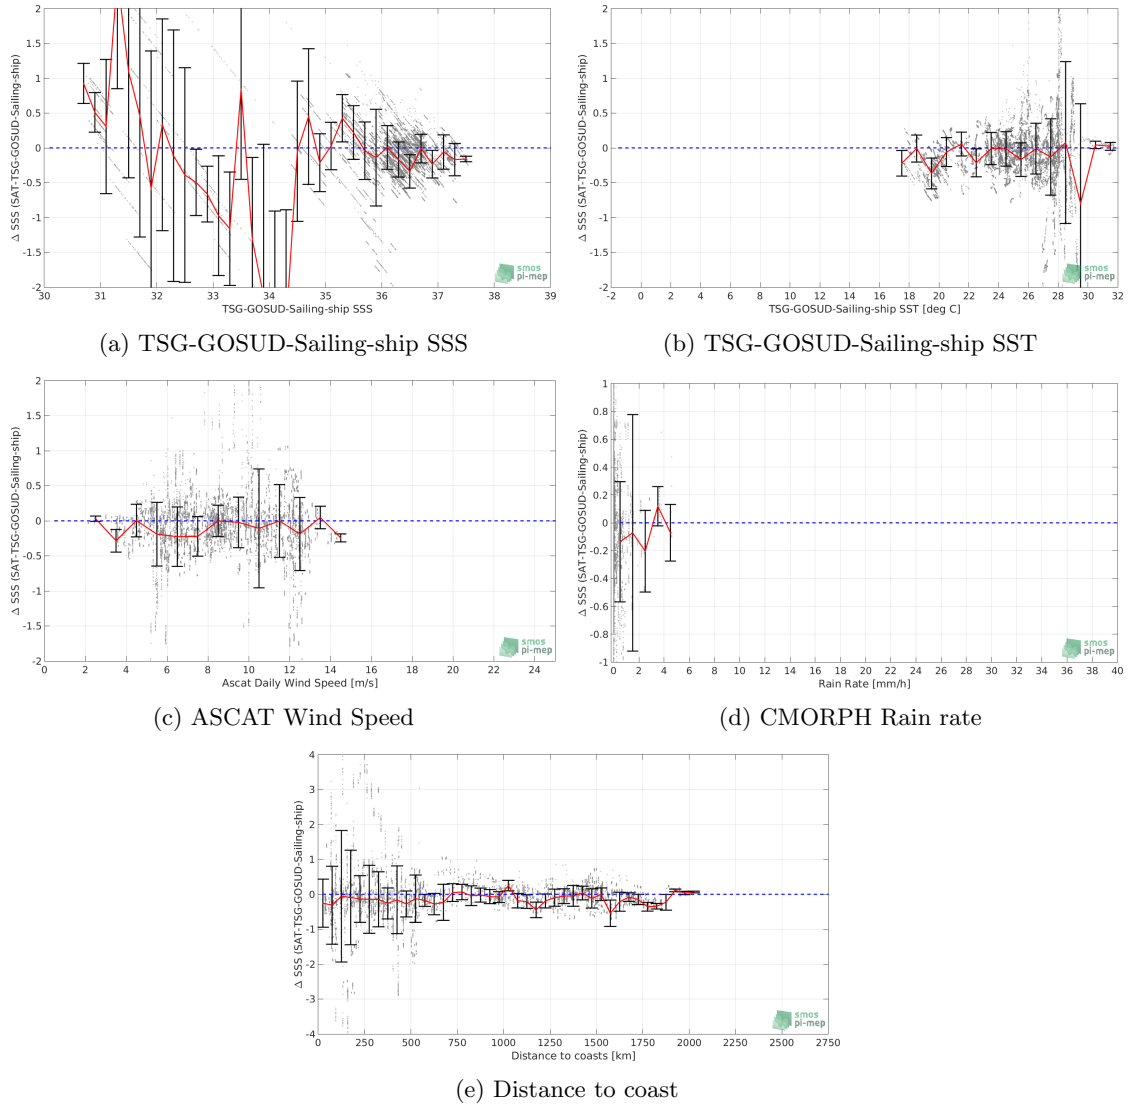 2
1.5
1
0.5
0
-0.5
-1
-1.5
-2
Δ SSS (SAT-TSG-GOSUD-Sailing-ship)
30 31 32 33 34 35 36 37 38 39
TSG-GOSUD-Sailing-ship SSS
smos
pi-mep
(a) TSG-GOSUD-Sailing-ship SSS
2
1.5
1
0.5
0
-0.5
-1
-1.5
-2
Δ SSS (SAT-TSG-GOSUD-Sailing-ship)
-2 0 2 4 6 8 10 12 14 16 18 20 22 24 26 28 30 32
TSG-GOSUD-Sailing-ship SST [deg C]
smos
pi-mep
(b) TSG-GOSUD-Sailing-ship SST
2
1.5
1
0.5
0
-0.5
-1
-1.5
-2
Δ SSS (SAT-TSG-GOSUD-Sailing-ship)
0 2 4 6 8 10 12 14 16 18 20 22 24
Ascat Daily Wind Speed [m/s]
smos
pi-mep
(c) ASCAT Wind Speed
1
0.8
0.6
0.4
0.2
0
-0.2
-0.4
-0.6
-0.8
-1
Δ SSS (SAT-TSG-GOSUD-Sailing-ship)
0 2 4 6 8 10 12 14 16 18 20 22 24 26 28 30 32 34 36 38 40
Rain Rate [mm/h]
smos
pi-mep
(d) CMORPH Rain rate
4
3
2
1
0
-1
-2
-3
-4
Δ SSS (SAT-TSG-GOSUD-Sailing-ship)
0 250 500 750 1000 1250 1500 1750 2000 2250 2500 2750
Distance to coasts [km]
smos
pi-mep
(e) Distance to coast